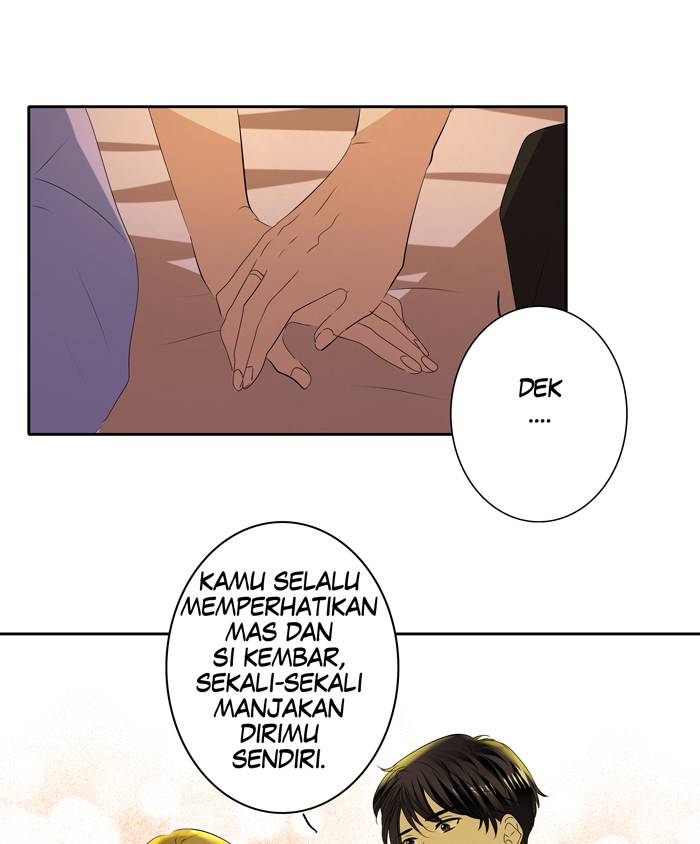 DEK
....
KAMU SELALU
MEMPERHATIKAN
MAS DAN
SI KEMBAR,
SEKALI-SEKALI
MANJAKAN
DIRIMU
SENDIRI.